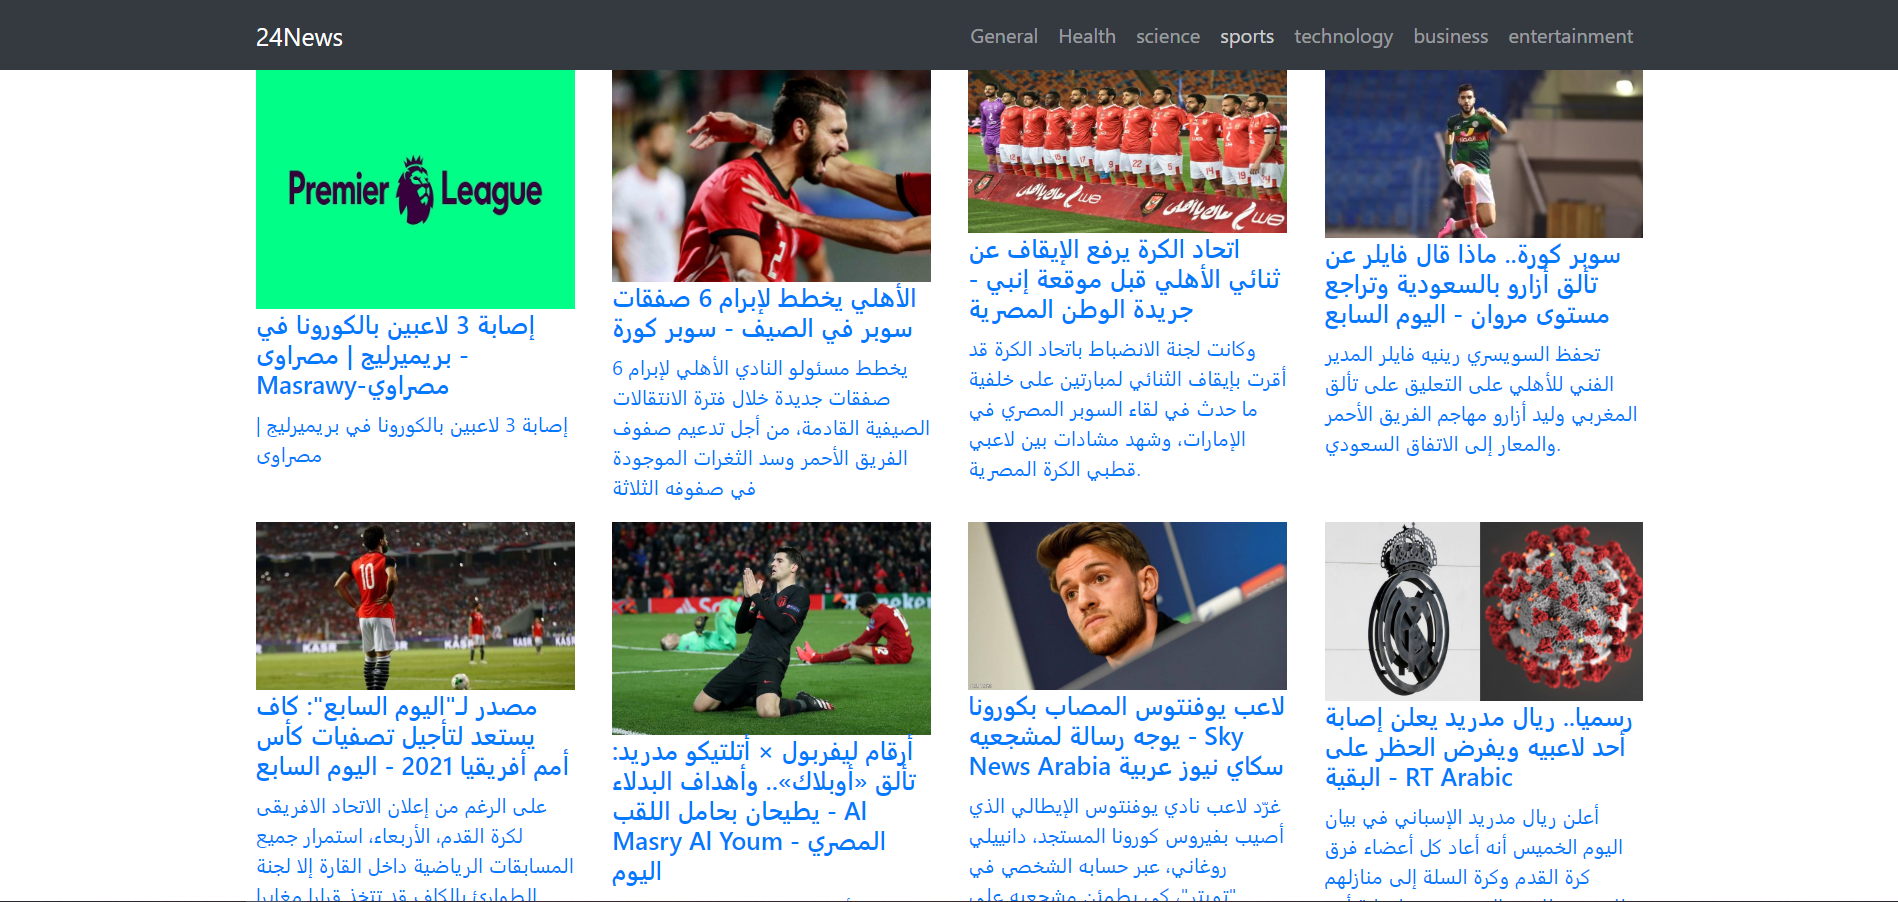 24News
General Health science sports technology business entertainment
Premier League
إصابة 3 لاعبين بالكورونا في
بريميرليج | مصراوى -
Masrawy-مصراوي
إصابة 3 لاعبين بالكورونا في بريميرليج |
مصراوى
الأهلي يخطط لإبرام 6 صفقات
سوبر في الصيف - سوبر كورة
يخطط مسئولو النادي الأهلي لإبرام 6
صفقات جديدة خلال فترة الانتقالات
الصيفية القادمة، من أجل تدعيم صفوف
الفريق الأحمر وسد الثغرات الموجودة
في صفوفه الثلاثة
اتحاد الكرة يرفع الإيقاف عن
ثنائي الأهلي قبل موقعة إنبي -
جريدة الوطن المصرية
وكانت لجنة الانضباط باتحاد الكرة قد
أقرت بإيقاف الثنائي لمبارتين على خلفية
ما حدث في لقاء السوبر المصري في
الإمارات، وشهد مشادات بين لاعبي
قطبي الكرة المصرية.
سوبر كورة.. ماذا قال فايلر عن
تألق أزارو بالسعودية وتراجع
مستوى مروان - اليوم السابع
تحفظ السويسري رينيه فايلر المدير
الفني للأهلي على التعليق على تألق
المغربي وليد أزارو مهاجم الفريق الأحمر
والمعار إلى الاتفاق السعودي.
10
KASR
مصدر لـ"اليوم السابع": كاف
يستعد لتأجيل تصفيات كأس
أمم أفريقيا 2021 - اليوم السابع
على الرغم من إعلان الاتحاد الافريقى
لكرة القدم، الأربعاء، استمرار جميع
المسابقات الرياضية داخل القارة إلا لجنة
الطوارئ بالكاف قد تتخذ قرارا مغايرا
أرقام ليفربول × أتلتيكو مدريد:
تألق «أوبلاك».. وأهداف البدلاء
يطيحان بحامل اللقب - Al
Masry Al Youm - المصري
اليوم
لاعب يوفنتوس المصاب بكورونا
يوجه رسالة لمشجعيه - Sky
News Arabia سكاي نيوز عربية
غرّد لاعب نادي يوفنتوس الإيطالي الذي
أصيب بفيروس كورونا المستجد، دانييلي
روغاني، عبر حسابه الشخصي في
"تويتر"، كي يطمئن مشجعيه على
رسميا.. ريال مدريد يعلن إصابة
أحد لاعبيه ويفرض الحظر على
البقية - RT Arabic
أعلن ريال مدريد الإسباني في بيان
اليوم الخميس أنه أعاد كل أعضاء فرق
كرة القدم وكرة السلة إلى منازلهم